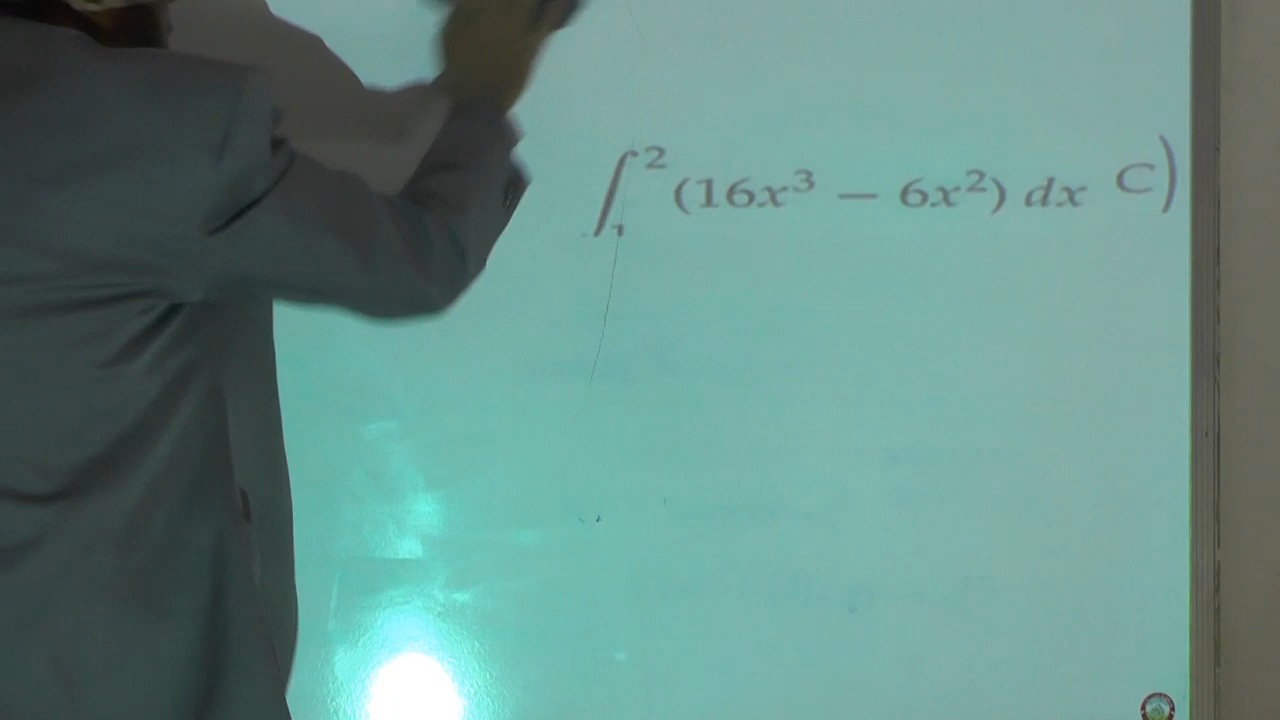 ∫₁² (16x³ − 6x²) dx C)